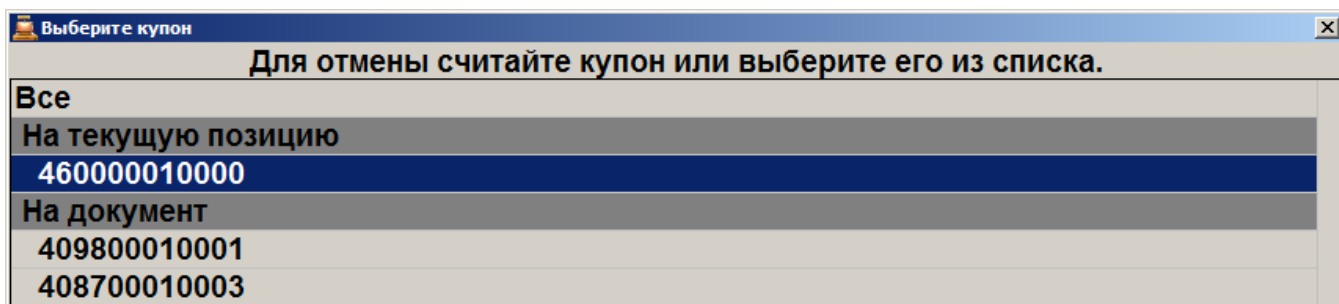 Выберите купон
Для отмены считайте купон или выберите его из списка.
Все
На текущую позицию
460000010000
На документ
409800010001
408700010003